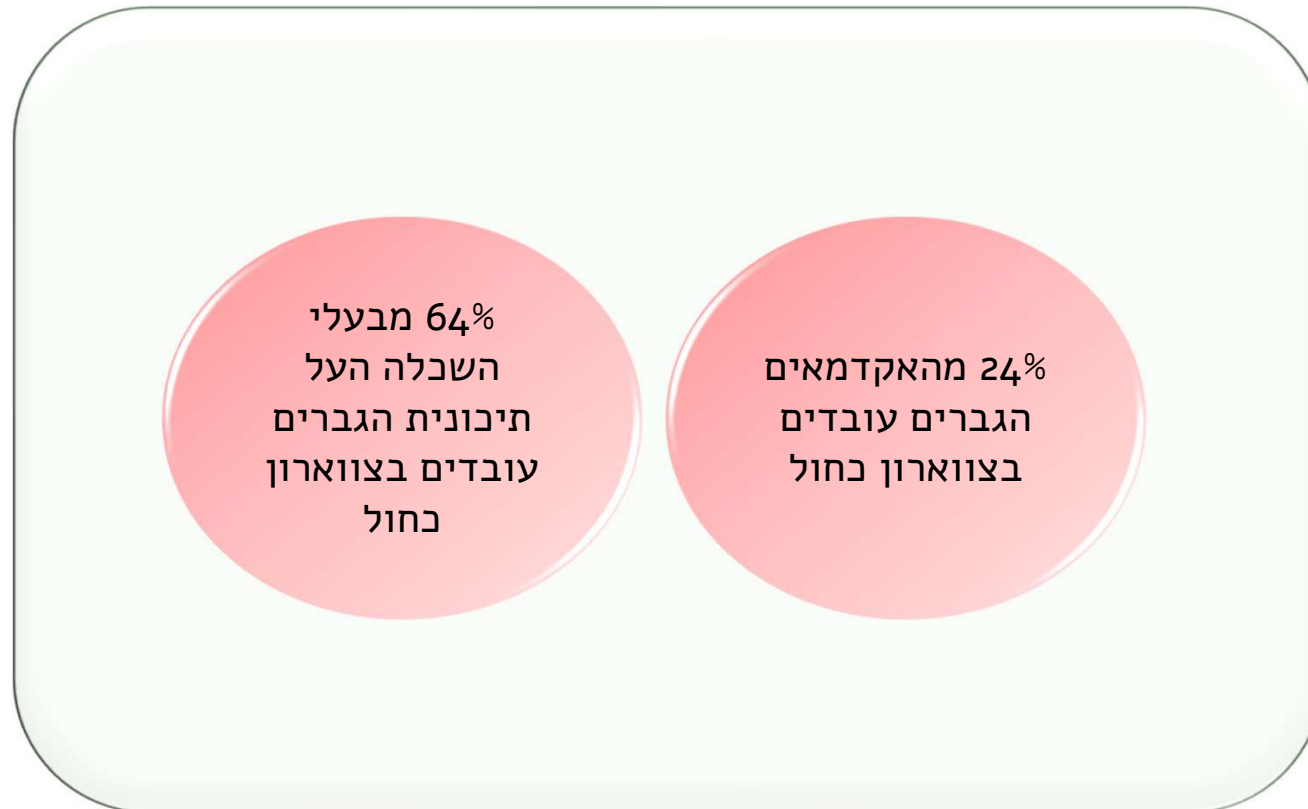 24% מהאקדמאים
הגברים עובדים
בצווארון כחול
64% מבעלי
השכלה העל
תיכונית הגברים
עובדים בצווארון
כחול